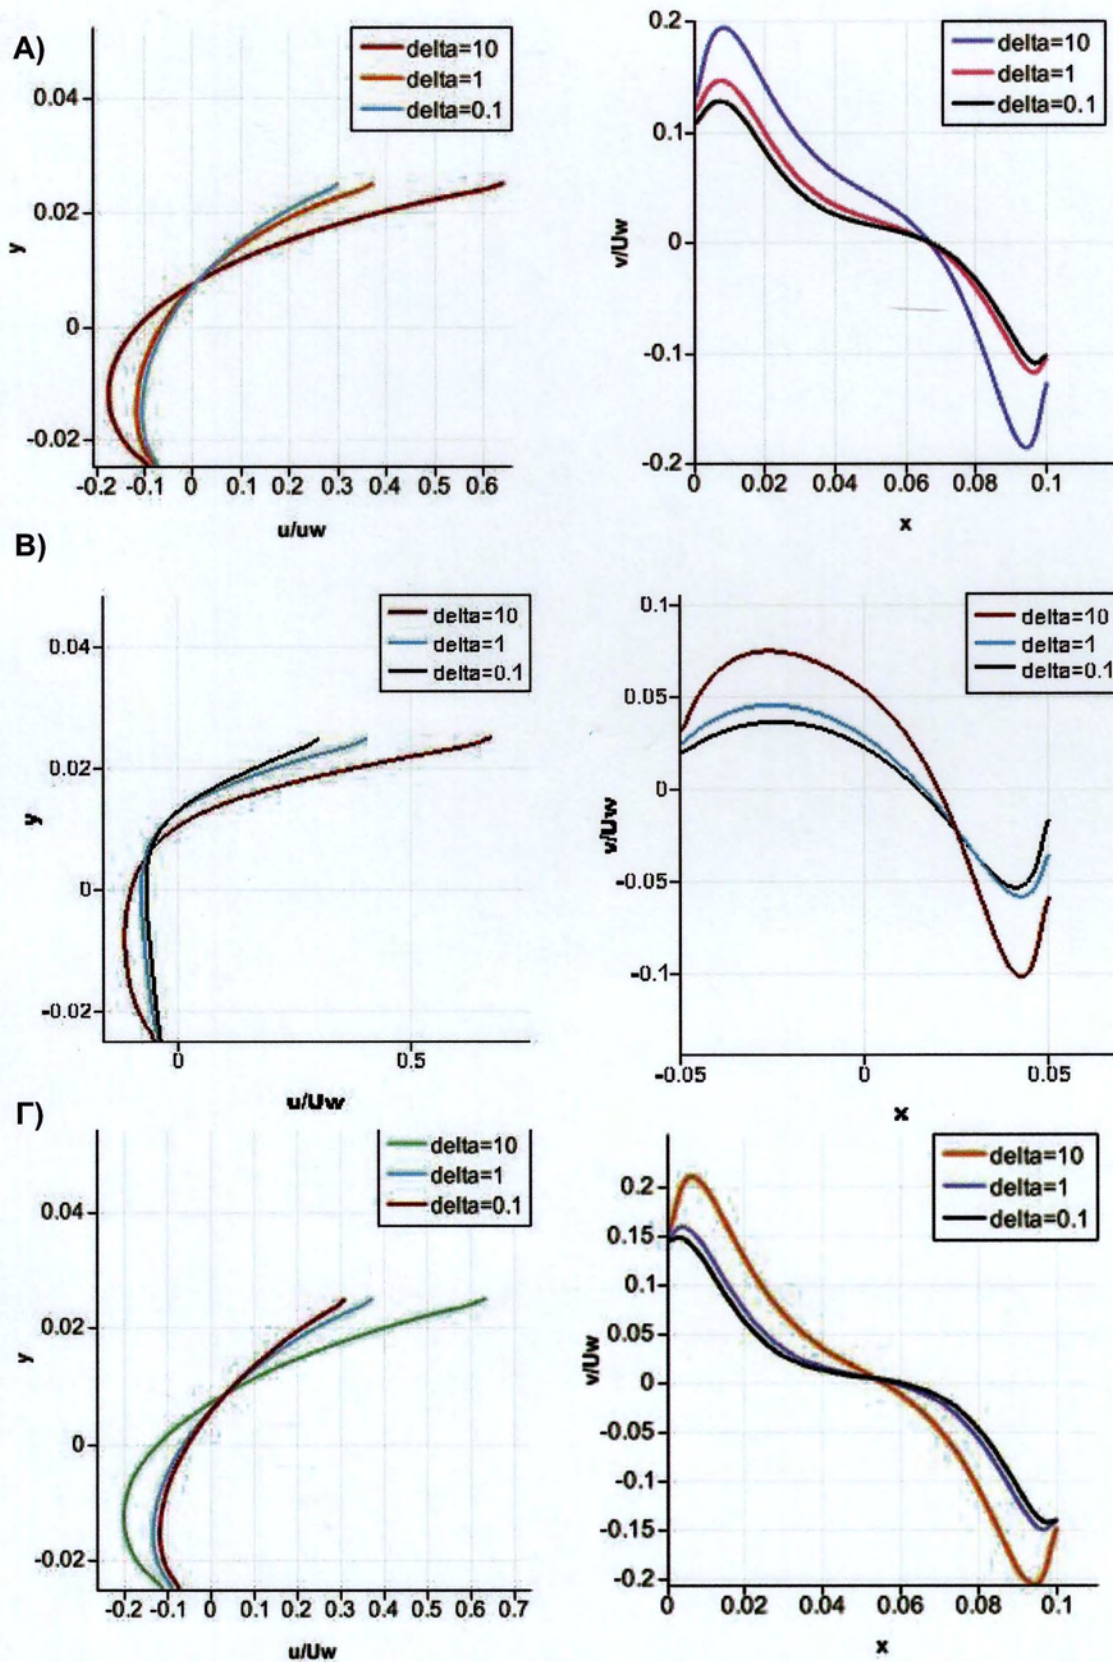 A)
delta=10
delta=1
delta=0.1
0.04
0.02
0
-0.02
y
-0.2 -0.1 0 0.1 0.2 0.3 0.4 0.5 0.6
u/uw
delta=10
delta=1
delta=0.1
0.2
0.1
0
-0.1
-0.2
v/Uw
0 0.02 0.04 0.06 0.08 0.1
x
B)
delta=10
delta=1
delta=0.1
0.04
0.02
0
-0.02
y
0 0.5
u/Uw
delta=10
delta=1
delta=0.1
0.1
0.05
0
-0.05
-0.1
v/Uw
-0.05 0 0.05
x
Γ)
delta=10
delta=1
delta=0.1
0.04
0.02
0
-0.02
y
-0.2 -0.1 0 0.1 0.2 0.3 0.4 0.5 0.6 0.7
u/Uw
delta=10
delta=1
delta=0.1
0.2
0.15
0.1
0.05
0
-0.05
-0.1
-0.15
-0.2
v/Uw
0 0.02 0.04 0.06 0.08 0.1
x